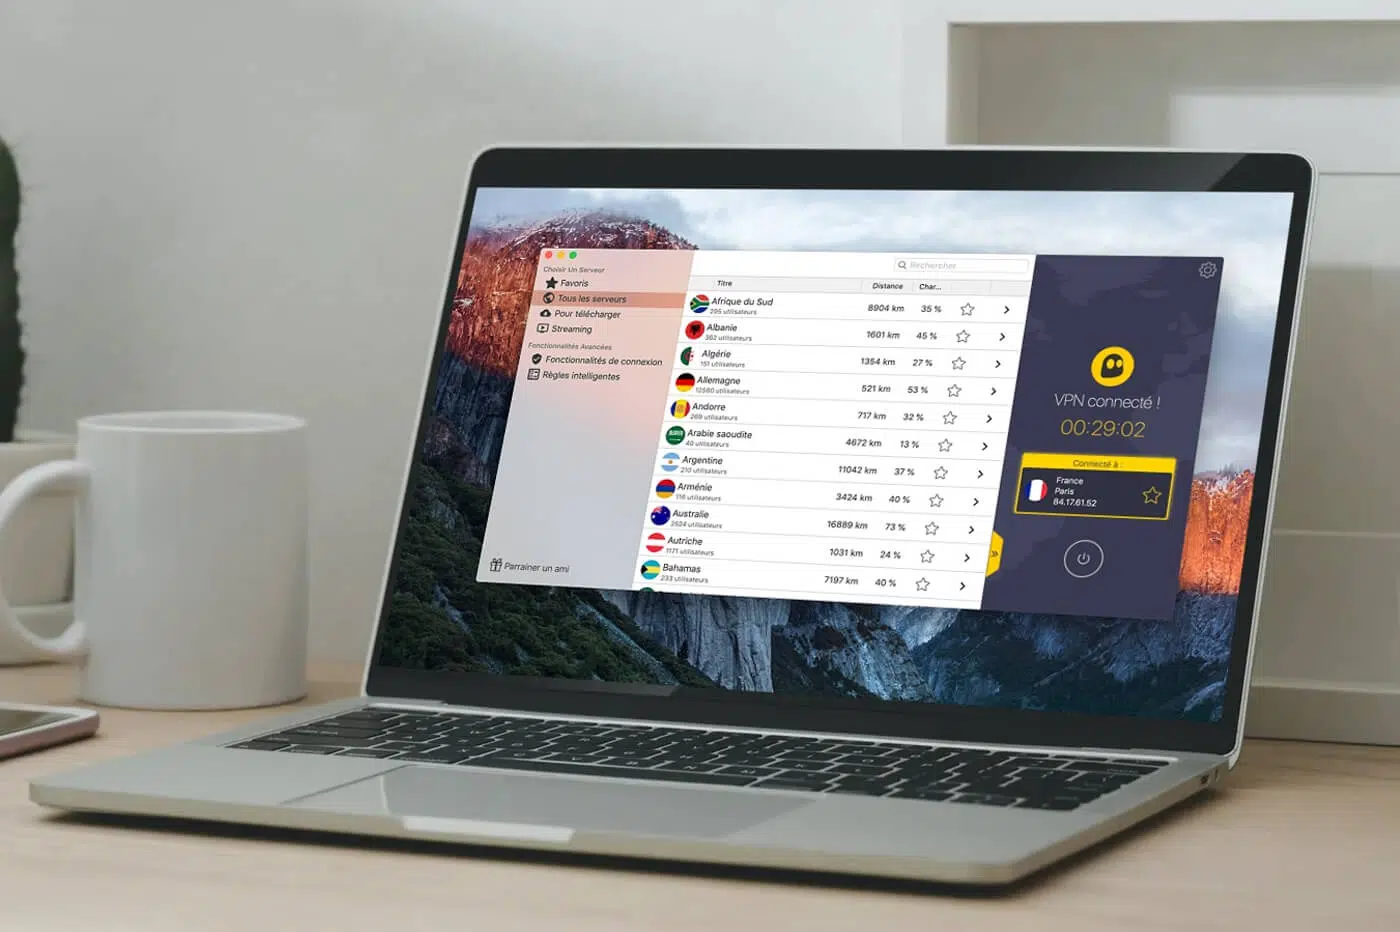 Choisir Un Serveur
Favoris
Tous les serveurs
Pour télécharger
Streaming
Fonctionnalités Avancées
Fonctionnalités de connexion
Règles intelligentes
Parrainer un ami
Rechercher
Titre Distance Char...
Afrique du Sud 8904 km 35 %
295 utilisateurs
Albanie 1601 km 45 %
362 utilisateurs
Algérie 1354 km 27 %
151 utilisateurs
Allemagne 521 km 53 %
12580 utilisateurs
Andorre 717 km 32 %
269 utilisateurs
Arabie saoudite 4672 km 13 %
40 utilisateurs
Argentine 11042 km 37 %
210 utilisateurs
Arménie 3424 km 40 %
116 utilisateurs
Australie 16889 km 73 %
2524 utilisateurs
Autriche 1031 km 24 %
1171 utilisateurs
Bahamas 7197 km 40 %
233 utilisateurs
VPN connecté !
00:29:02
Connecté à :
France
Paris
84.17.61.52